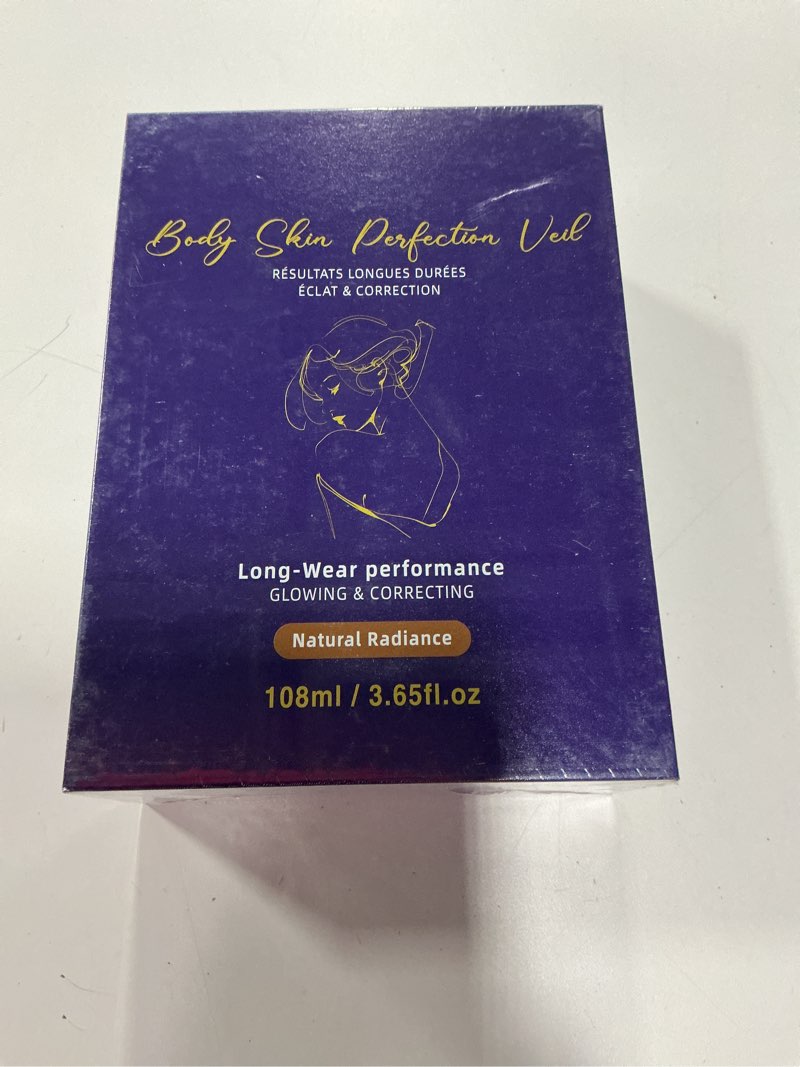 Body Skin Perfection Veil
RÉSULTATS LONGUES DURÉES
ÉCLAT & CORRECTION
Long-Wear performance
GLOWING & CORRECTING
Natural Radiance
108ml / 3.65fl.oz